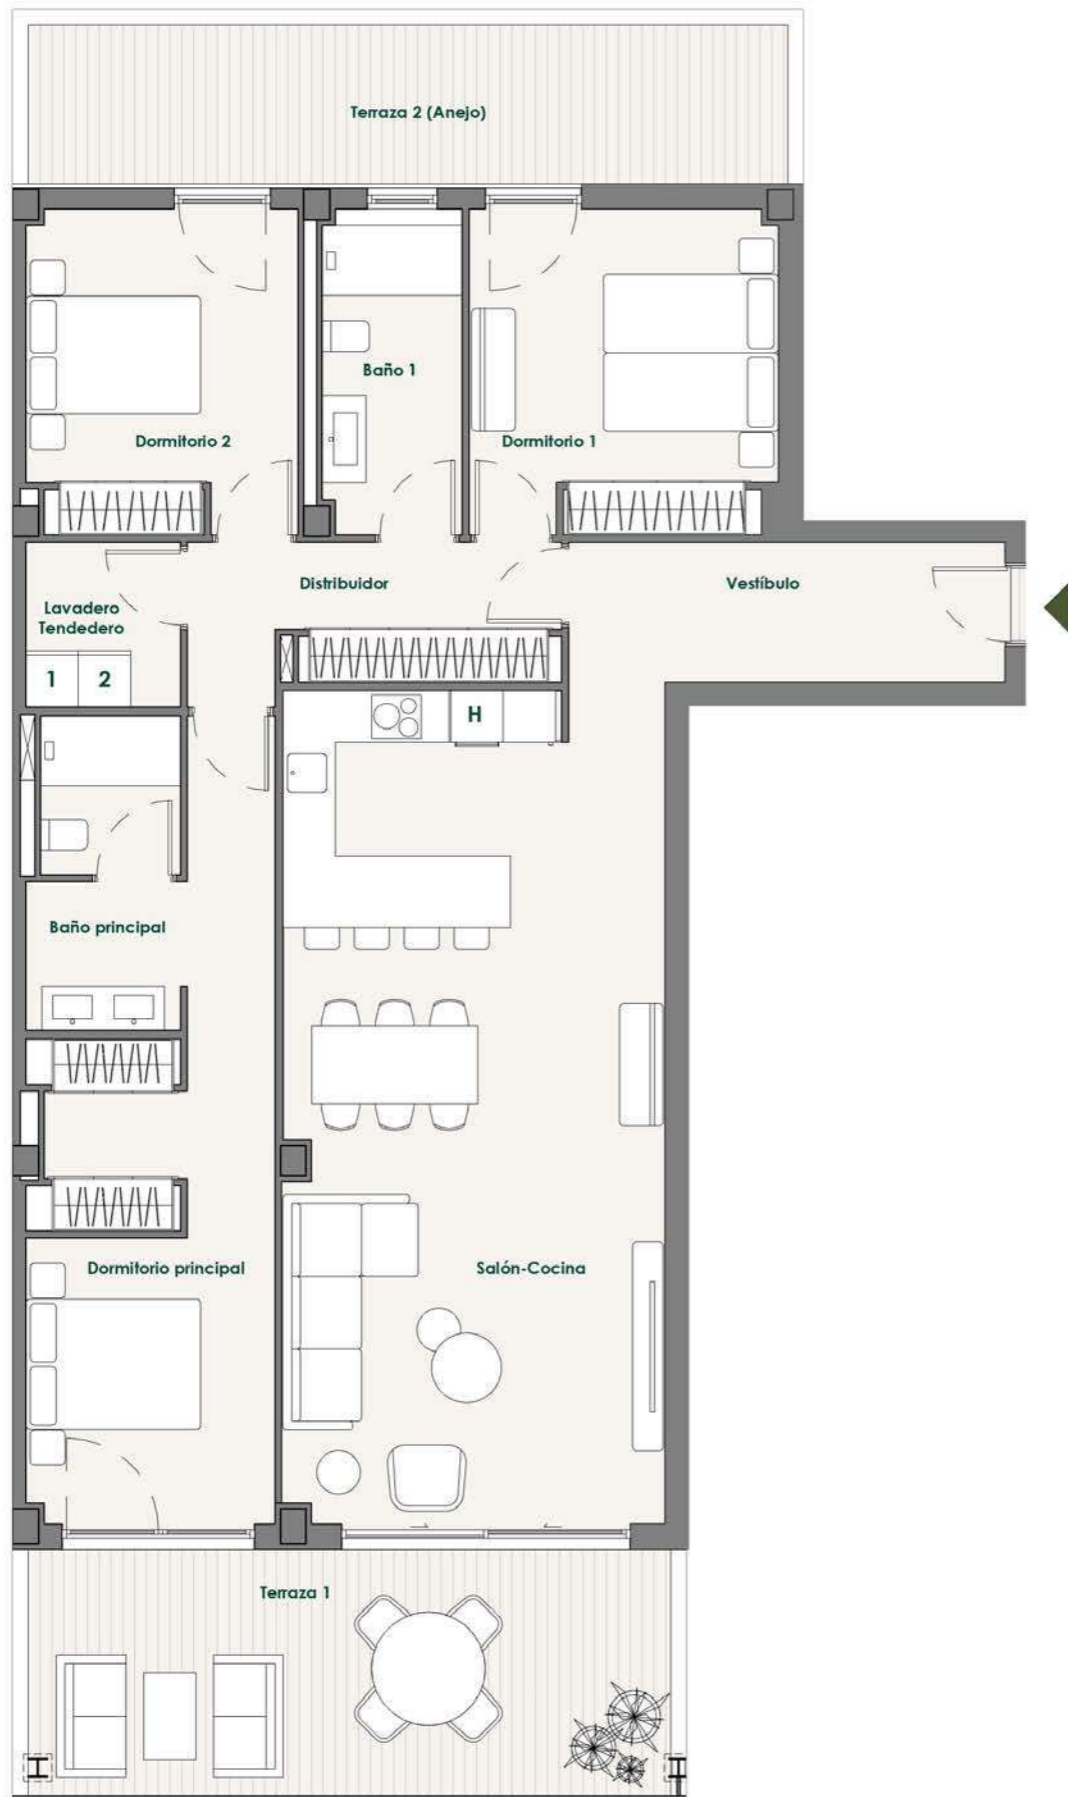 Terraza 2 (Anejo)
Baño 1
Dormitorio 2
Dormitorio 1
Distribuidor
Vestíbulo
Lavadero
Tendedero
1
2
H
Baño principal
Dormitorio principal
Salón-Cocina
Terraza 1